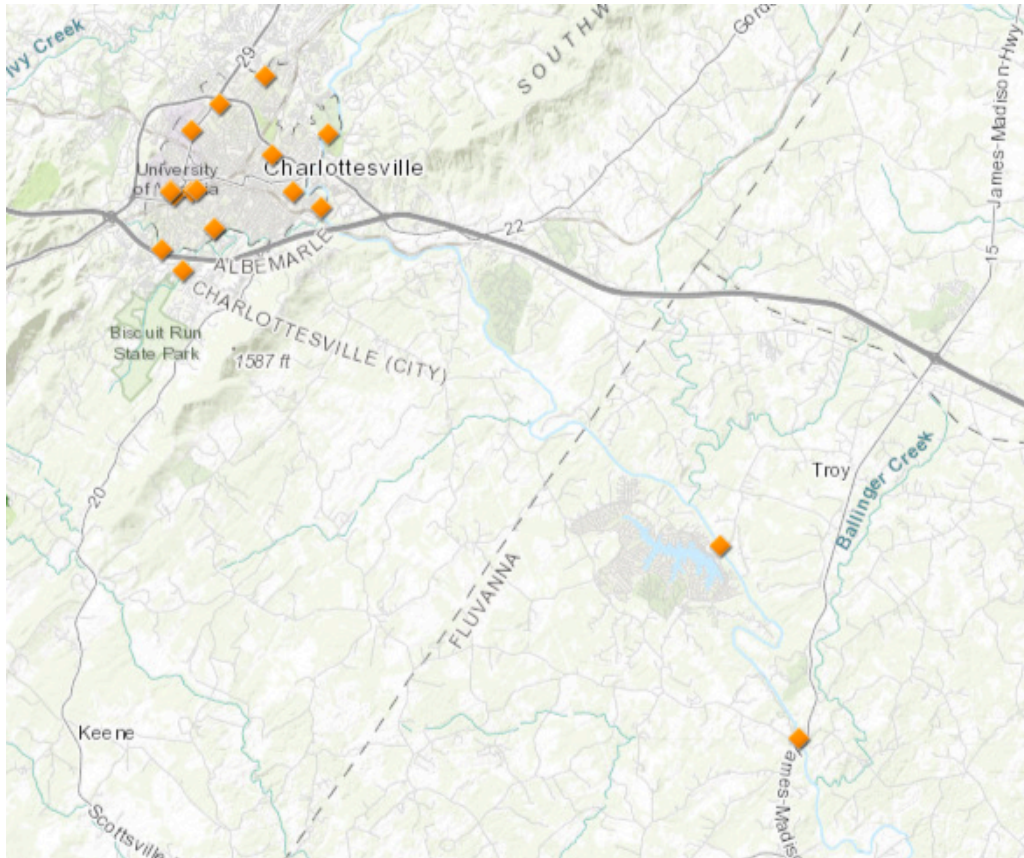 Ivy Creek
29
SOUTHW
Gord
James-Madison-Hwy
15
University
of
ia
Charlottesville
22
ALBEMARLE
CHARLOTTESVILLE (CITY)
Biscuit Run
State Park
1587 ft
20
Troy
Ballinger Creek
FLUVANNA
Keene
Scottsville
ames-Madis